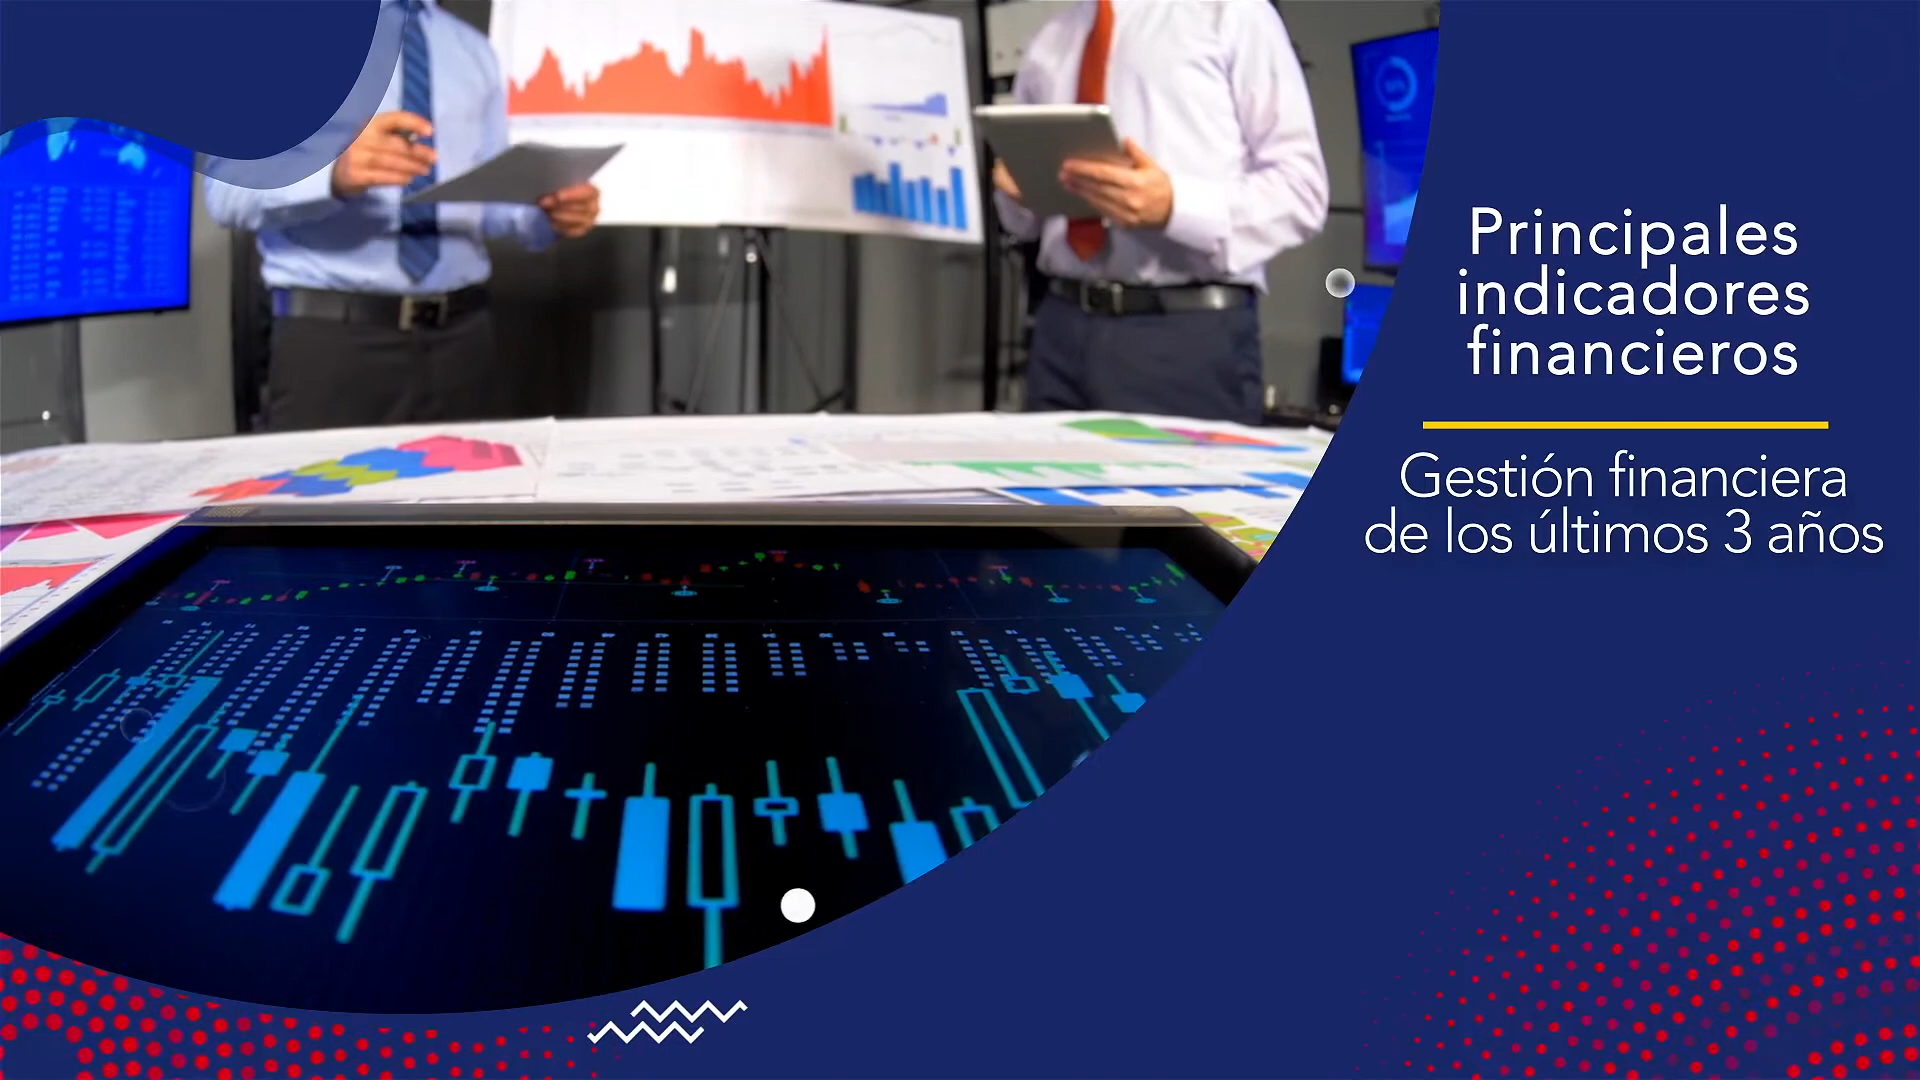 Principales
indicadores
financieros
Gestión financiera
de los últimos 3 años